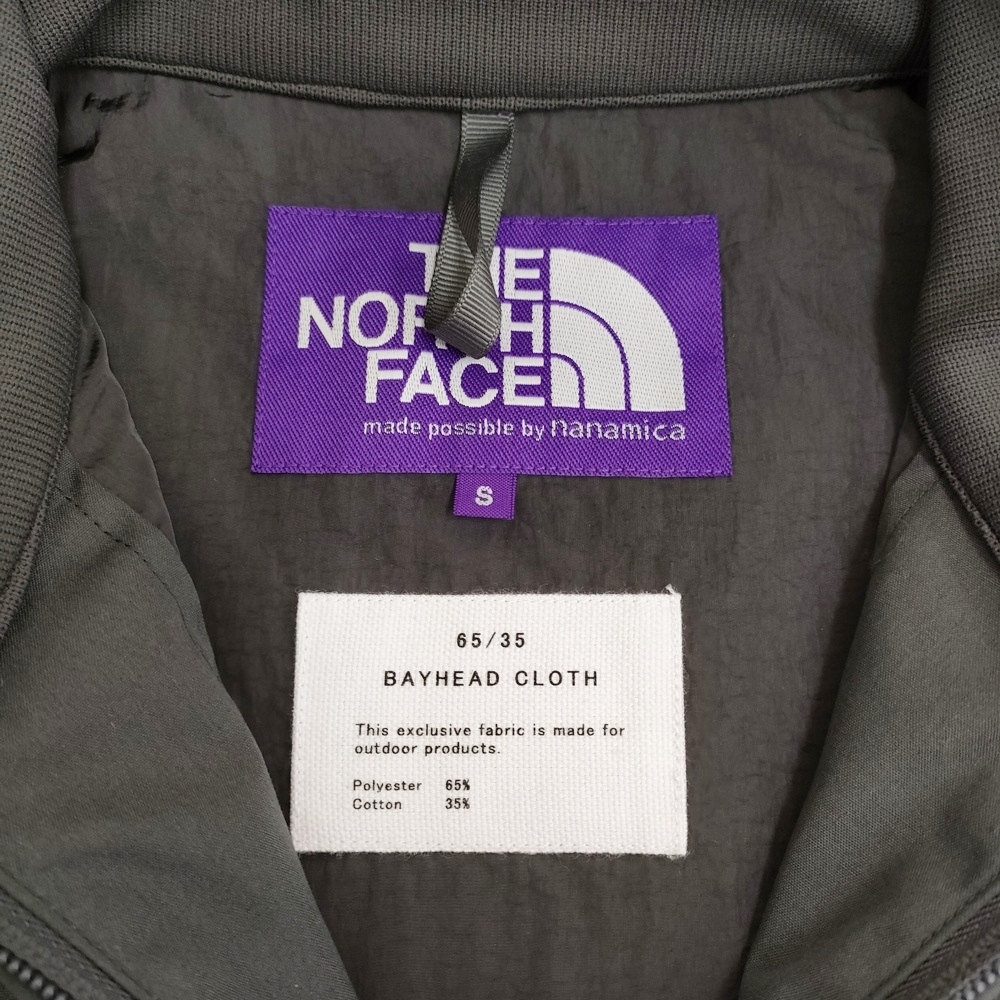 THE
NORTH
FACE
made possible by nanamica
S
65/35
BAYHEAD CLOTH
This exclusive fabric is made for
outdoor products.
Polyester 65%
Cotton 35%